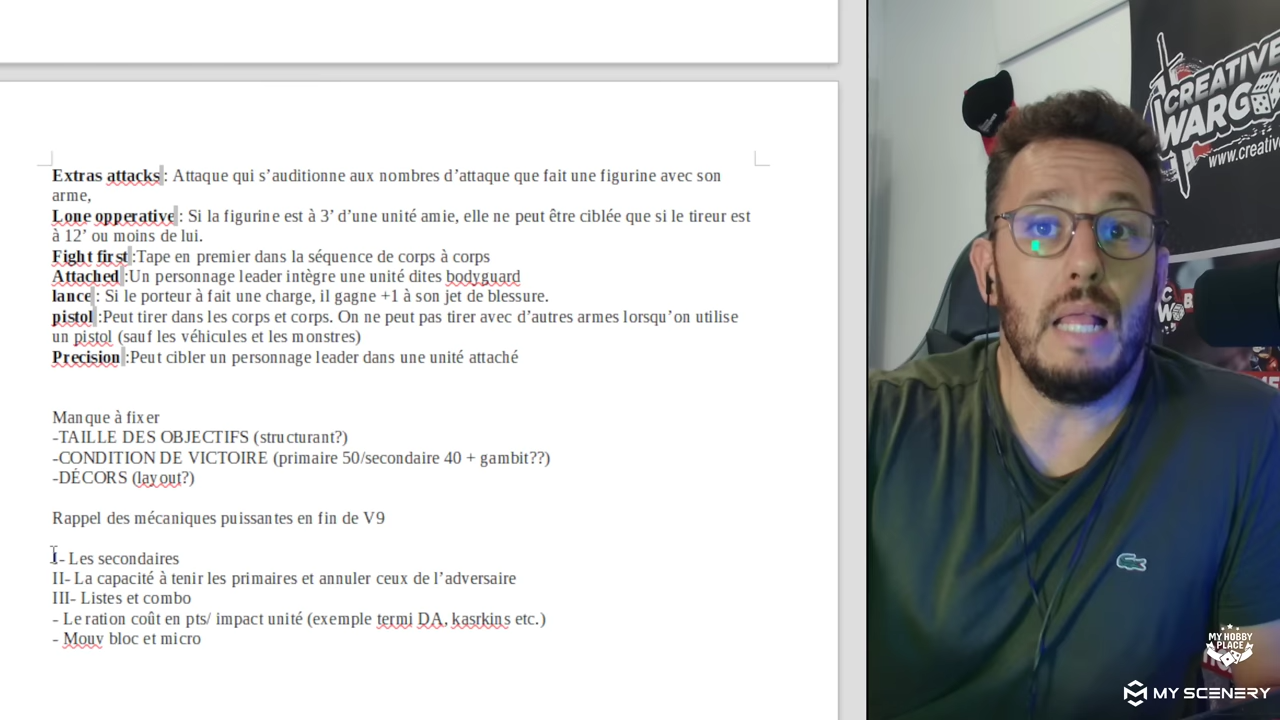 Extras attacks : Attaque qui s’auditionne aux nombres d’attaque que fait une figurine avec son
arme,
Lone opperative : Si la figurine est à 3’ d’une unité amie, elle ne peut être ciblée que si le tireur est
à 12’ ou moins de lui.
Fight first :Tape en premier dans la séquence de corps à corps
Attached :Un personnage leader intègre une unité dites bodyguard
lance : Si le porteur à fait une charge, il gagne +1 à son jet de blessure.
pistol :Peut tirer dans les corps et corps. On ne peut pas tirer avec d’autres armes lorsqu’on utilise
un pistol (sauf les véhicules et les monstres)
Precision :Peut cibler un personnage leader dans une unité attaché
Manque à fixer
-TAILLE DES OBJECTIFS (structurant?)
-CONDITION DE VICTOIRE (primaire 50/secondaire 40 + gambit??)
-DÉCORS (layout?)
Rappel des mécaniques puissantes en fin de V9
I- Les secondaires
II- La capacité à tenir les primaires et annuler ceux de l’adversaire
III- Listes et combo
- Le ration coût en pts/ impact unité (exemple termi DA, kasrkins etc.)
- Mouv bloc et micro
CREATIVE
WARG
www.creative
MY HOBBY
PLACE
MY SCENERY